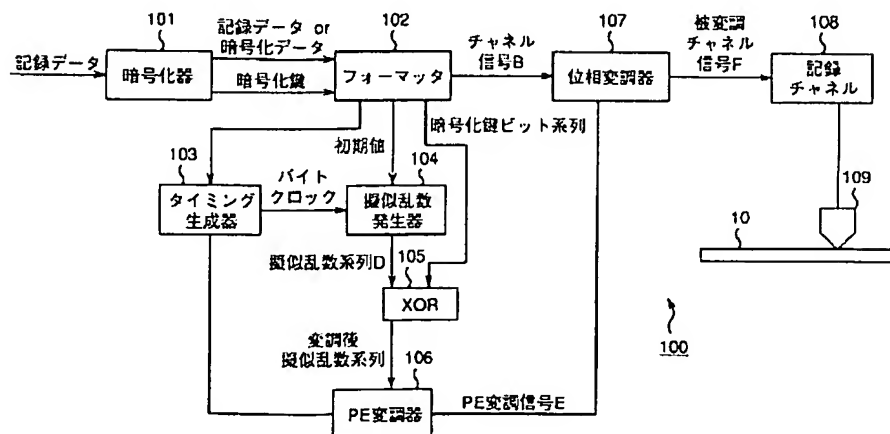 101
記録データ or
暗号化データ
102
チャネル
信号B
107
被変調
チャネル
信号F
108
記録データ
暗号化器
暗号化鍵
フォーマッタ
位相変調器
記録
チャネル
暗号化鍵ビット系列
初期値
103
バイト
クロック
104
109
タイミング
生成器
擬似乱数
発生器
10
擬似乱数系列D
105
XOR
変調後
擬似乱数系列
106
100
PE変調器
PE変調信号E